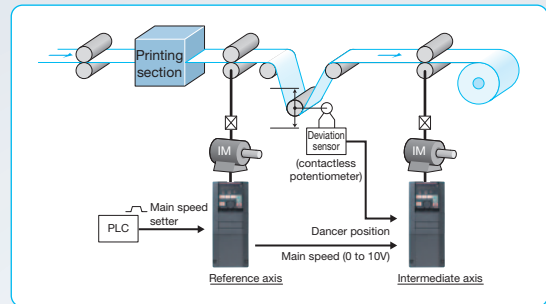 Printing
section
IM
Deviation
sensor
(contactless
potentiometer)
IM
Main speed
setter
PLC
Dancer position
Main speed (0 to 10V)
Reference axis
Intermediate axis